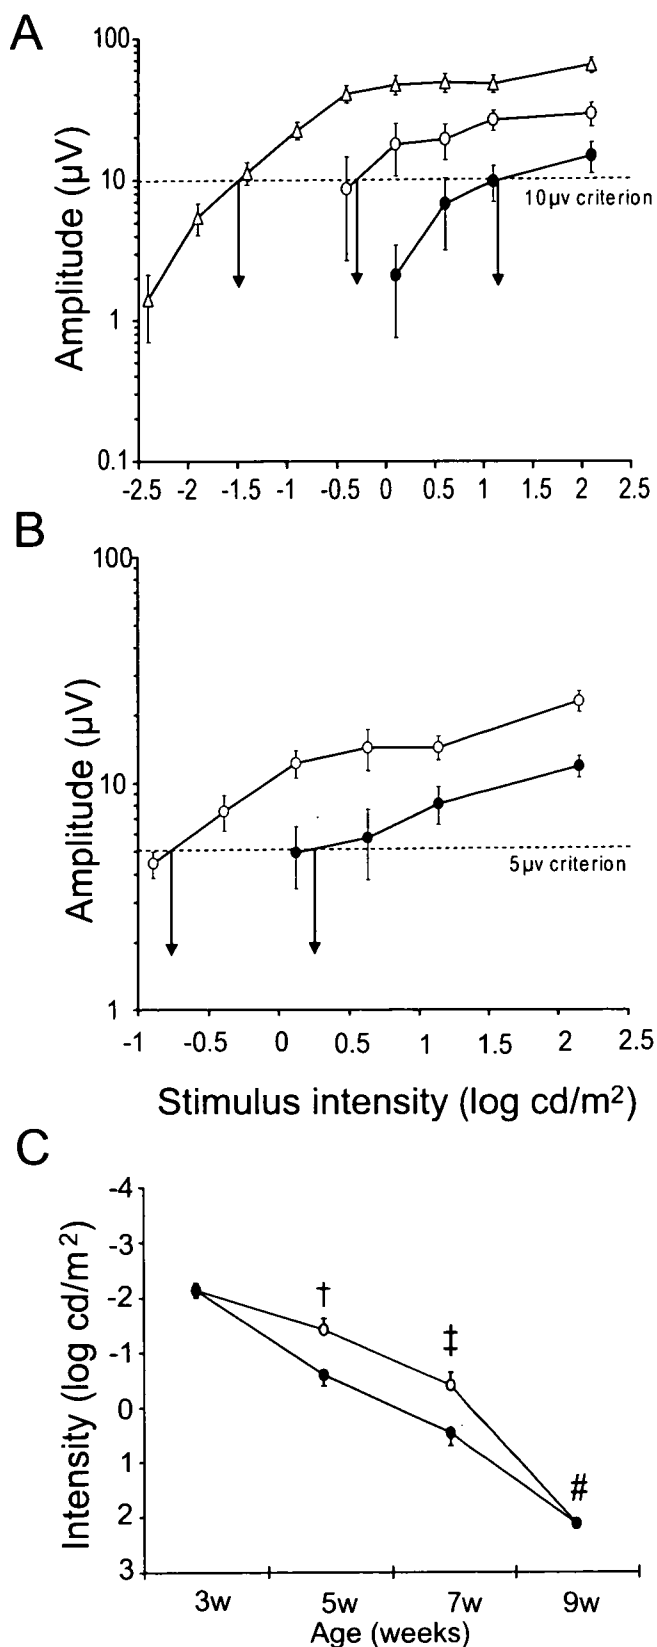 A
100
10
1
0.1
Amplitude (µV)
10µv criterion
-2.5 -2 -1.5 -1 -0.5 0 0.5 1 1.5 2 2.5
B
100
10
1
Amplitude (µV)
5µv criterion
-1 -0.5 0 0.5 1 1.5 2 2.5
Stimulus intensity (log cd/m²)
C
-4
-3
-2
-1
0
1
2
3
Intensity (log cd/m²)
†
‡
#
3w 5w 7w 9w
Age (weeks)